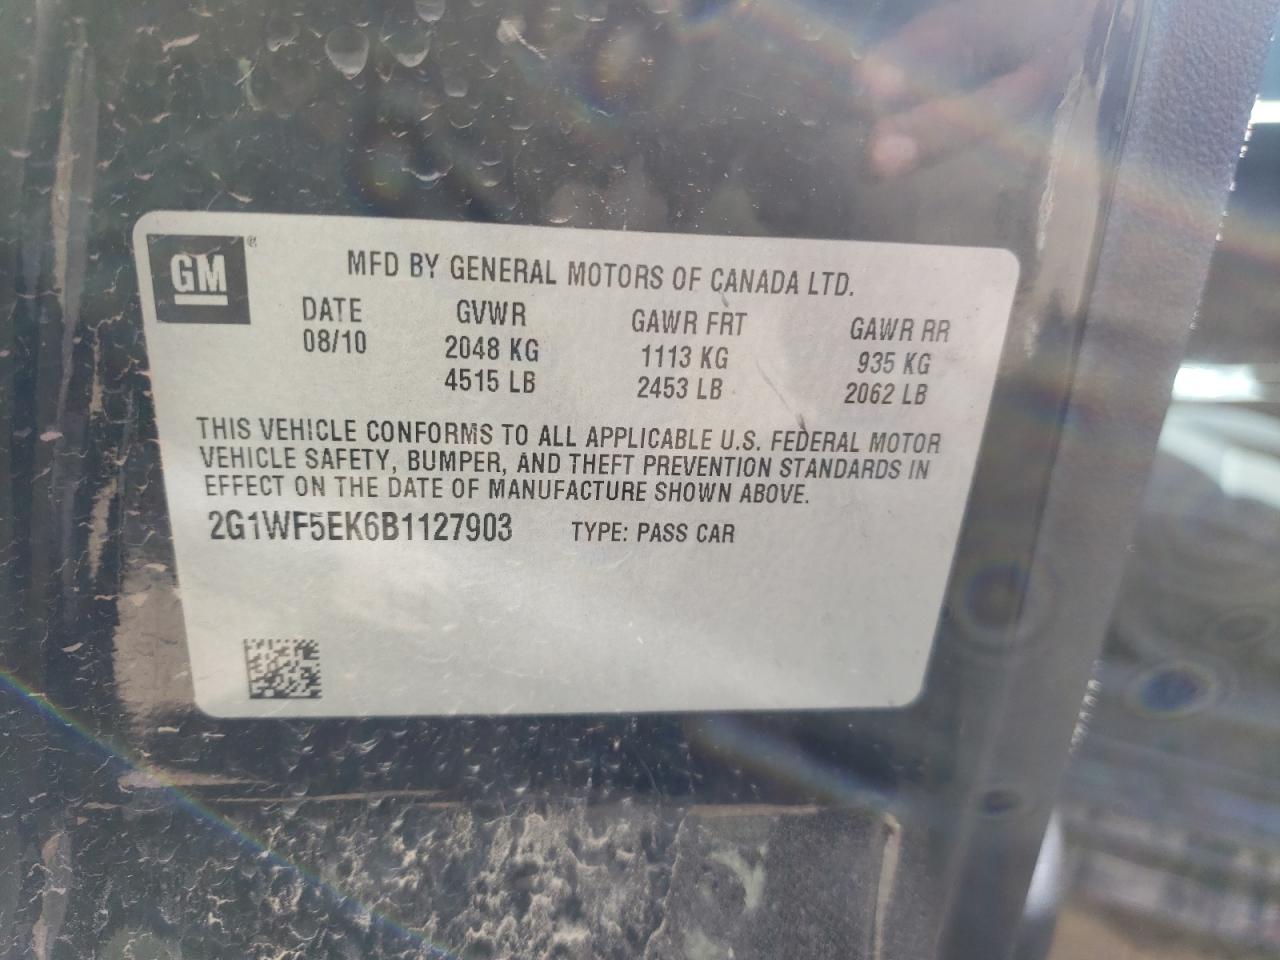 GM ®
MFD BY GENERAL MOTORS OF CANADA LTD.
DATE GVWR GAWR FRT GAWR RR
08/10 2048 KG 1113 KG 935 KG
4515 LB 2453 LB 2062 LB
THIS VEHICLE CONFORMS TO ALL APPLICABLE U.S. FEDERAL MOTOR
VEHICLE SAFETY, BUMPER, AND THEFT PREVENTION STANDARDS IN
EFFECT ON THE DATE OF MANUFACTURE SHOWN ABOVE.
2G1WF5EK6B1127903 TYPE: PASS CAR